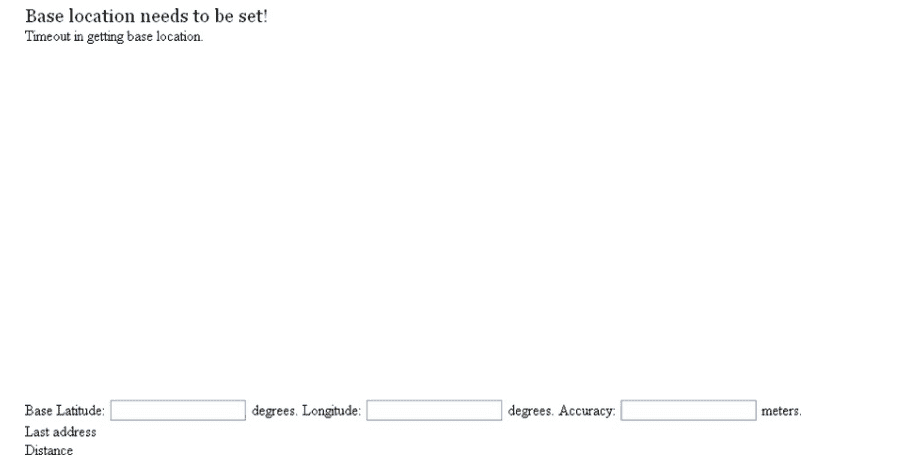 Base location needs to be set!
Timeout in getting base location.
Base Latitude: degrees. Longitude: degrees. Accuracy: meters.
Last address
Distance